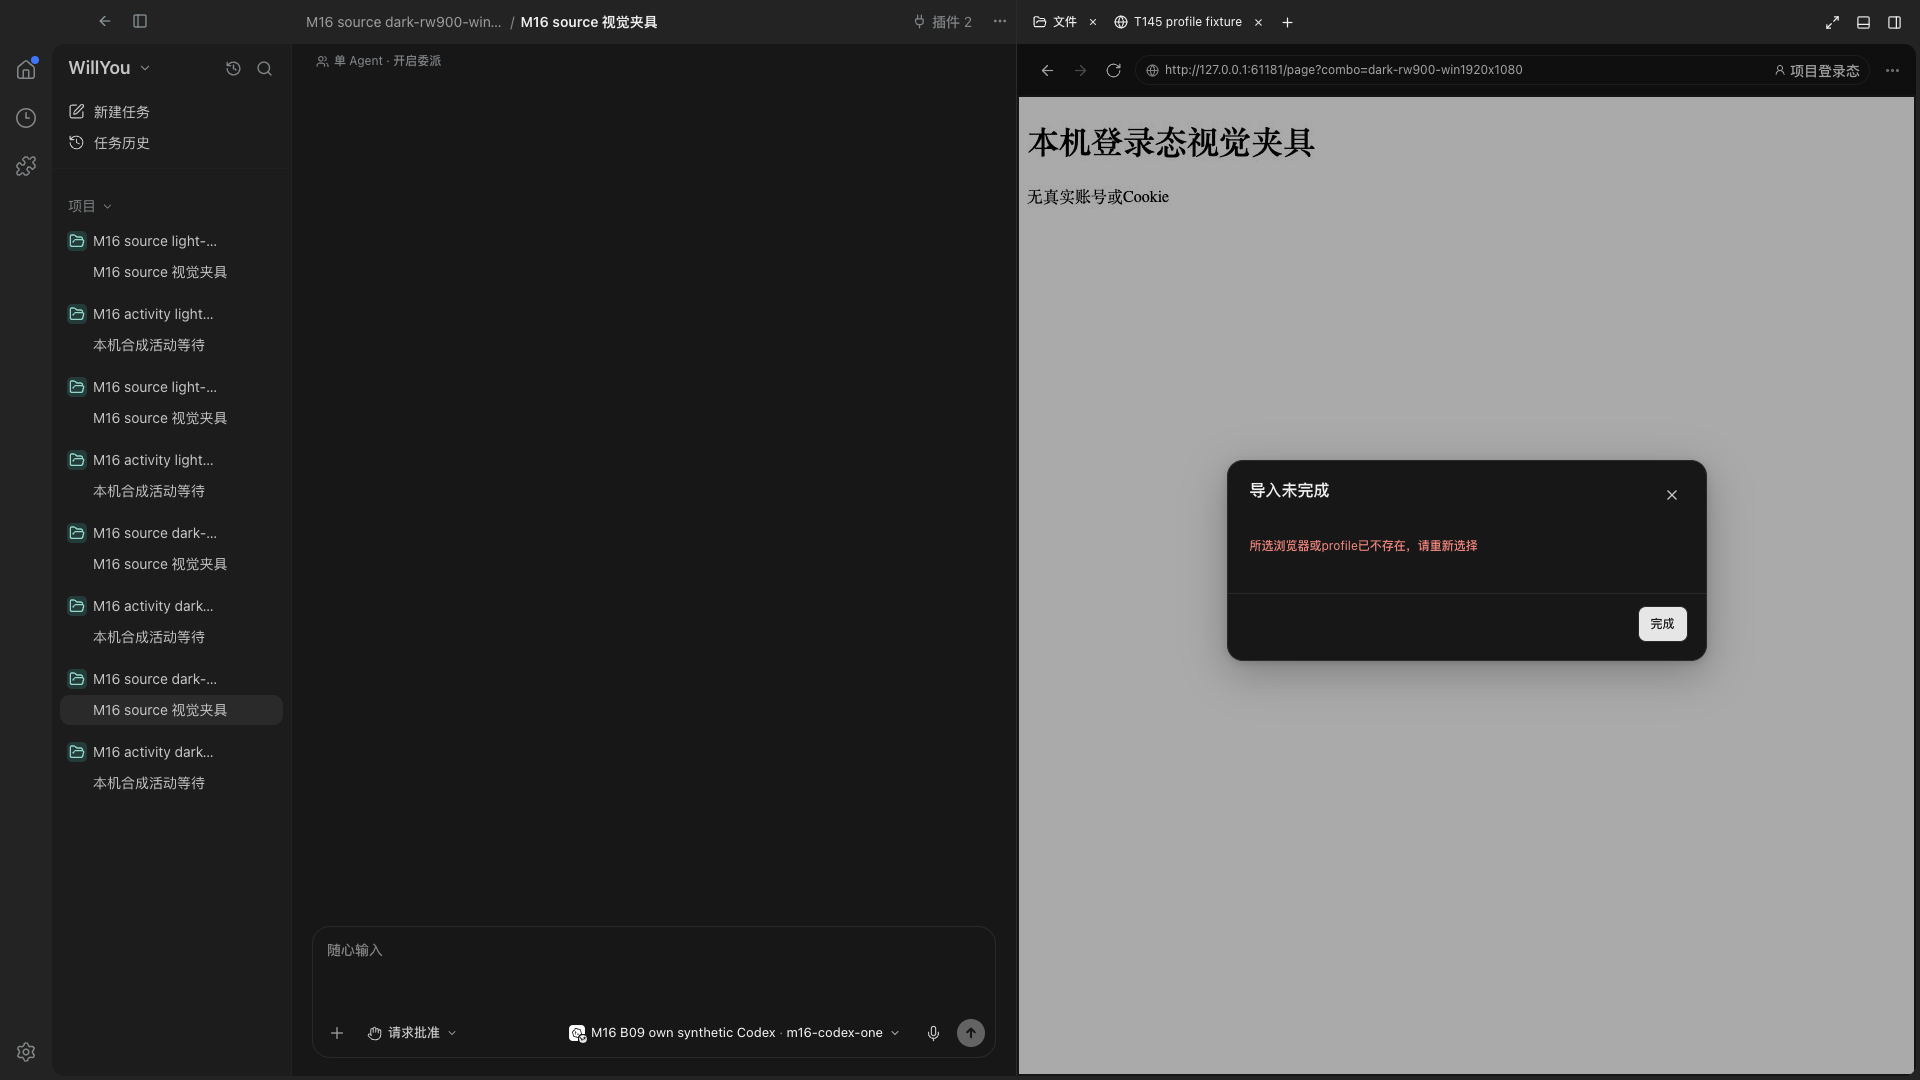 M16 source dark-rw900-win... / M16 source 视觉夹具
插件 2
文件
T145 profile fixture
WillYou
新建任务
任务历史
项目
M16 source light-...
M16 source 视觉夹具
M16 activity light...
本机合成活动等待
M16 source light-...
M16 source 视觉夹具
M16 activity light...
本机合成活动等待
M16 source dark-...
M16 source 视觉夹具
M16 activity dark...
本机合成活动等待
M16 source dark-...
M16 source 视觉夹具
M16 activity dark...
本机合成活动等待
单 Agent · 开启委派
随心输入
请求批准
M16 B09 own synthetic Codex · m16-codex-one
http://127.0.0.1:61181/page?combo=dark-rw900-win1920x1080
项目登录态
本机登录态视觉夹具
无真实账号或Cookie
导入未完成
所选浏览器或profile已不存在，请重新选择
完成